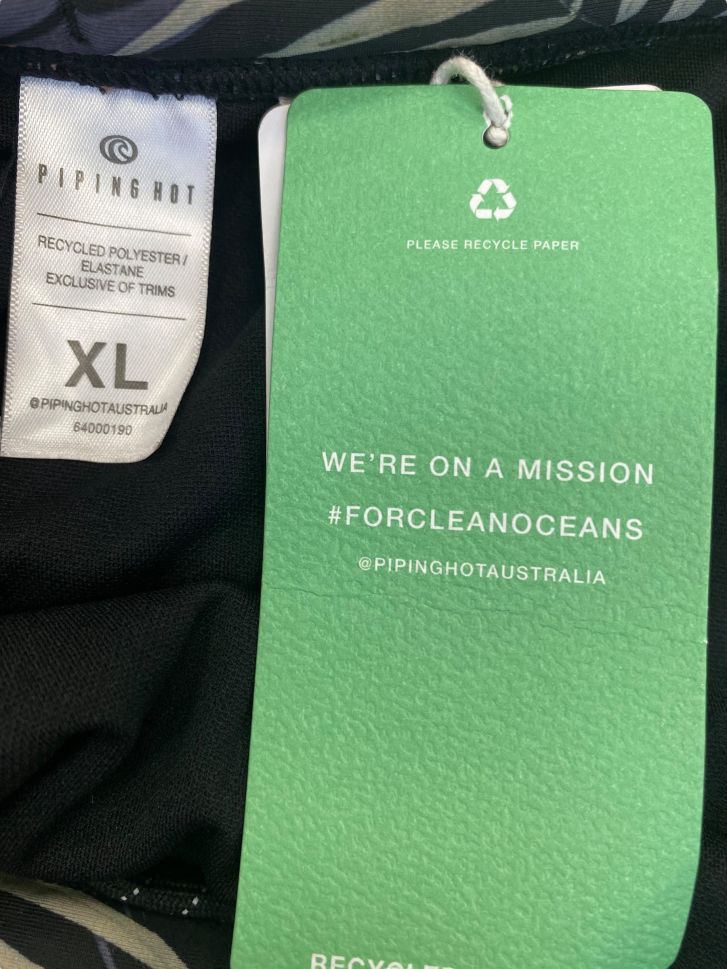 PIPING HOT
RECYCLED POLYESTER /
ELASTANE
EXCLUSIVE OF TRIMS
XL
@PIPINGHOTAUSTRALIA
64000190
PLEASE RECYCLE PAPER
WE'RE ON A MISSION
#FORCLEANOCEANS
@PIPINGHOTAUSTRALIA